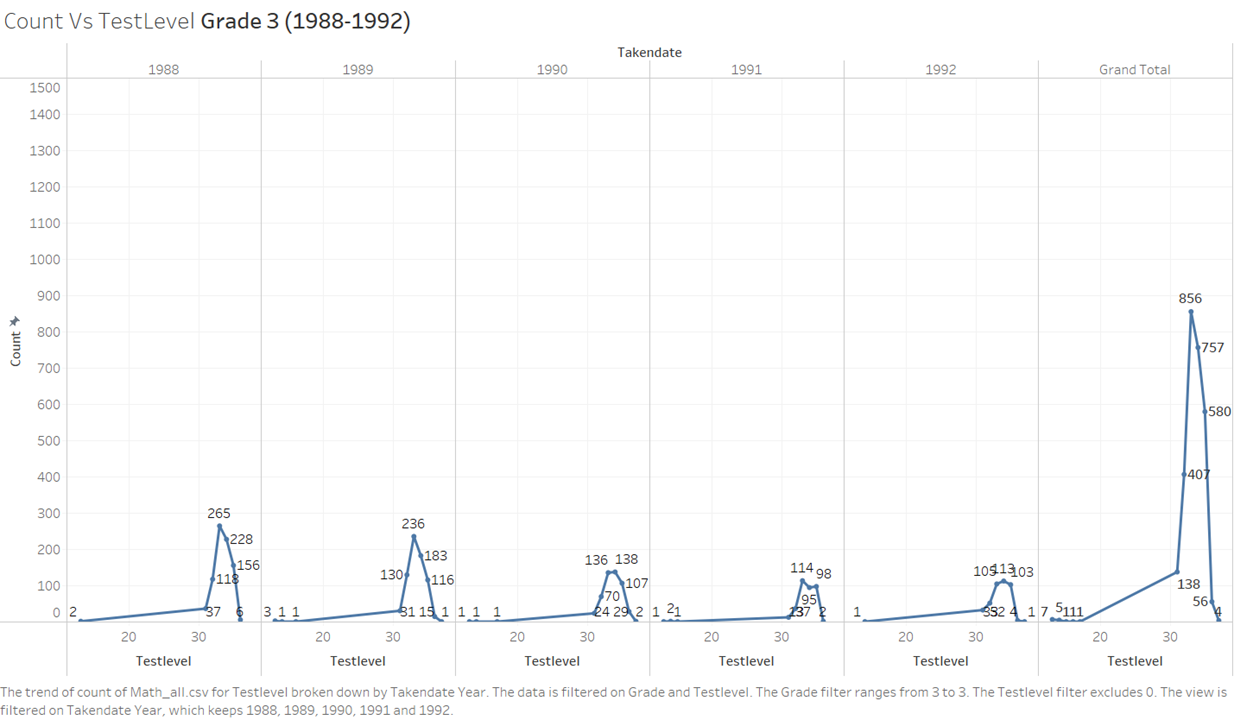 Count Vs TestLevel Grade 3 (1988-1992)
Takendate
1988 1989 1990 1991 1992 Grand Total
1500
1400
1300
1200
1100
1000
900
800
700
600
500
400
300
200
100
0
Count
2 37 118 265 228 156 6
3 1 1 31 130 236 183 116 15 1
1 1 1 24 70 136 138 107 29 2
1 2 1 37 114 95 98 2
1 52 113 103 4 1
7 5 1 1 1 138 407 856 757 580 56 4
20 30 20 30 20 30 20 30 20 30 20 30
Testlevel Testlevel Testlevel Testlevel Testlevel Testlevel
The trend of count of Math_all.csv for Testlevel broken down by Takendate Year. The data is filtered on Grade and Testlevel. The Grade filter ranges from 3 to 3. The Testlevel filter excludes 0. The view is
filtered on Takendate Year, which keeps 1988, 1989, 1990, 1991 and 1992.